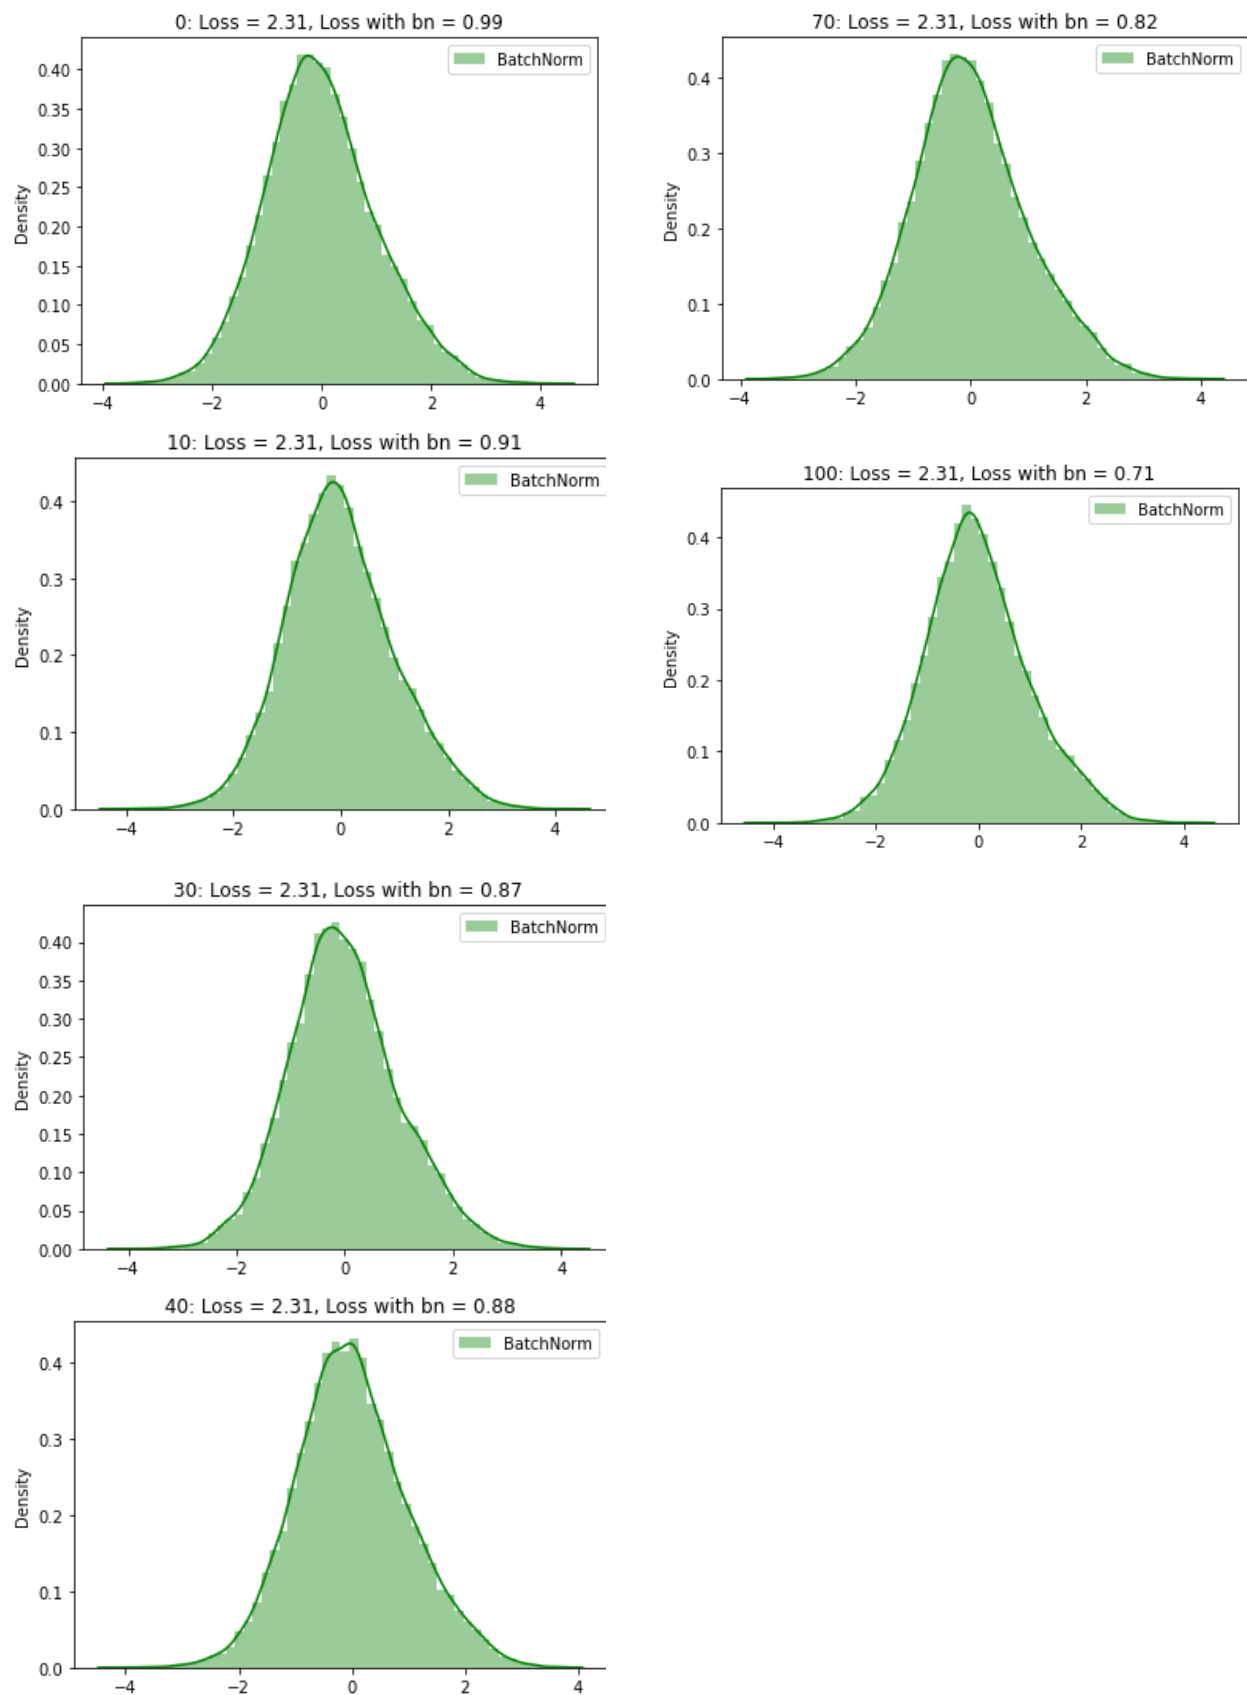 0: Loss = 2.31, Loss with bn = 0.99
BatchNorm
Density
0.40
0.35
0.30
0.25
0.20
0.15
0.10
0.05
0.00
−4 −2 0 2 4
10: Loss = 2.31, Loss with bn = 0.91
BatchNorm
Density
0.4
0.3
0.2
0.1
0.0
−4 −2 0 2 4
30: Loss = 2.31, Loss with bn = 0.87
BatchNorm
Density
0.40
0.35
0.30
0.25
0.20
0.15
0.10
0.05
0.00
−4 −2 0 2 4
40: Loss = 2.31, Loss with bn = 0.88
BatchNorm
Density
0.4
0.3
0.2
0.1
0.0
−4 −2 0 2 4
70: Loss = 2.31, Loss with bn = 0.82
BatchNorm
Density
0.4
0.3
0.2
0.1
0.0
−4 −2 0 2 4
100: Loss = 2.31, Loss with bn = 0.71
BatchNorm
Density
0.4
0.3
0.2
0.1
0.0
−4 −2 0 2 4